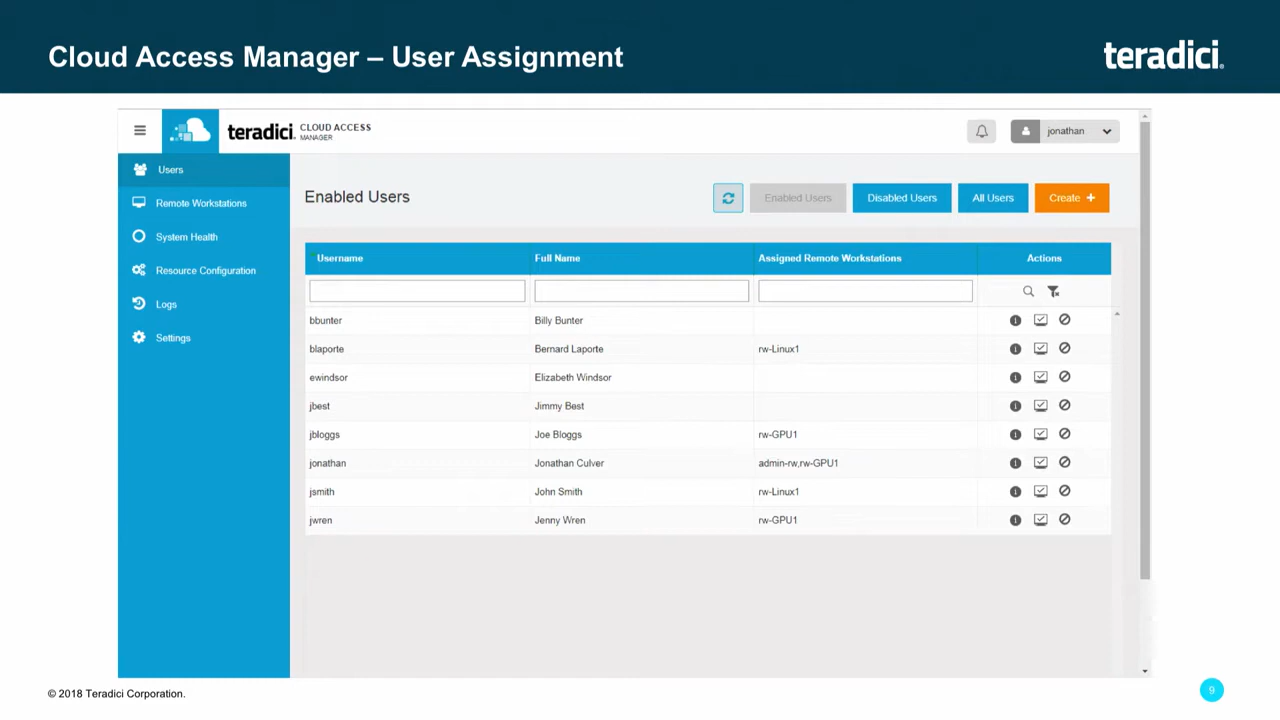 Cloud Access Manager – User Assignment
teradici.
teradici. CLOUD ACCESS
MANAGER
jonathan
Users
Remote Workstations
System Health
Resource Configuration
Logs
Settings
Enabled Users
Enabled Users
Disabled Users
All Users
Create +
Username Full Name Assigned Remote Workstations Actions
bbunter Billy Bunter
blaporte Bernard Laporte rw-Linux1
ewindsor Elizabeth Windsor
jbest Jimmy Best
jbloggs Joe Bloggs rw-GPU1
jonathan Jonathan Culver admin-rw,rw-GPU1
jsmith John Smith rw-Linux1
jwren Jenny Wren rw-GPU1
© 2018 Teradici Corporation.
9